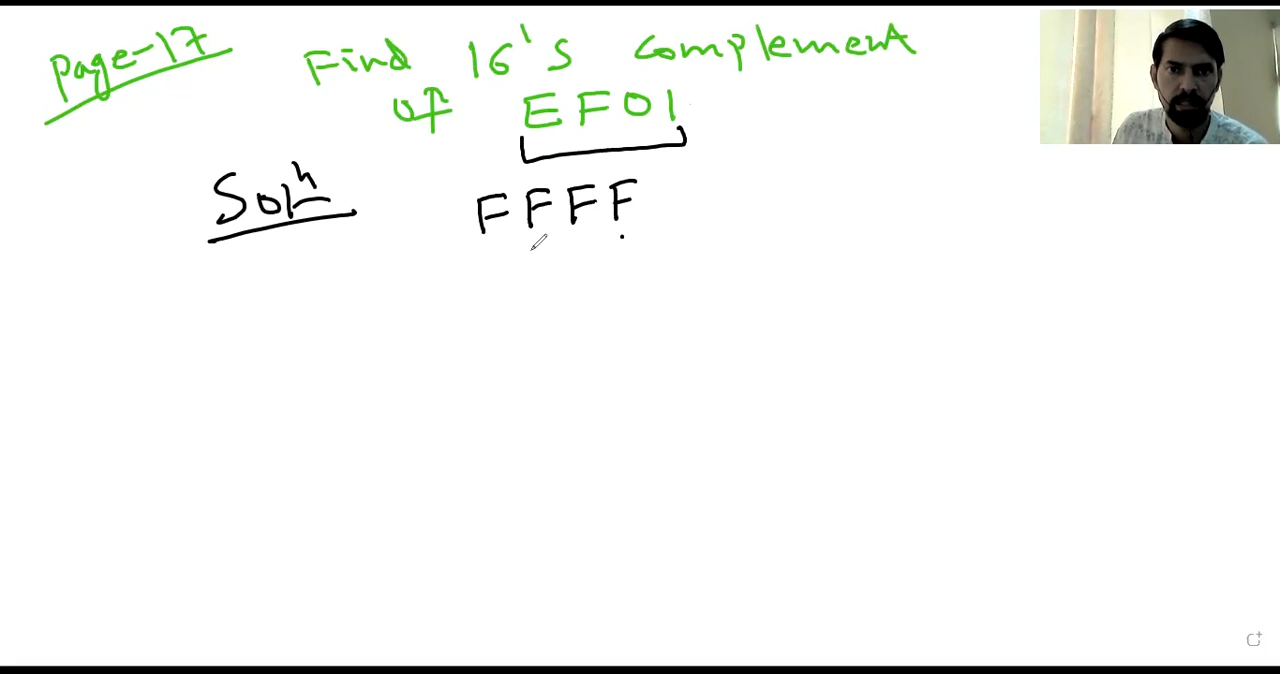 Page-17
Find 16's complement
of EF01
Soln
FFFF